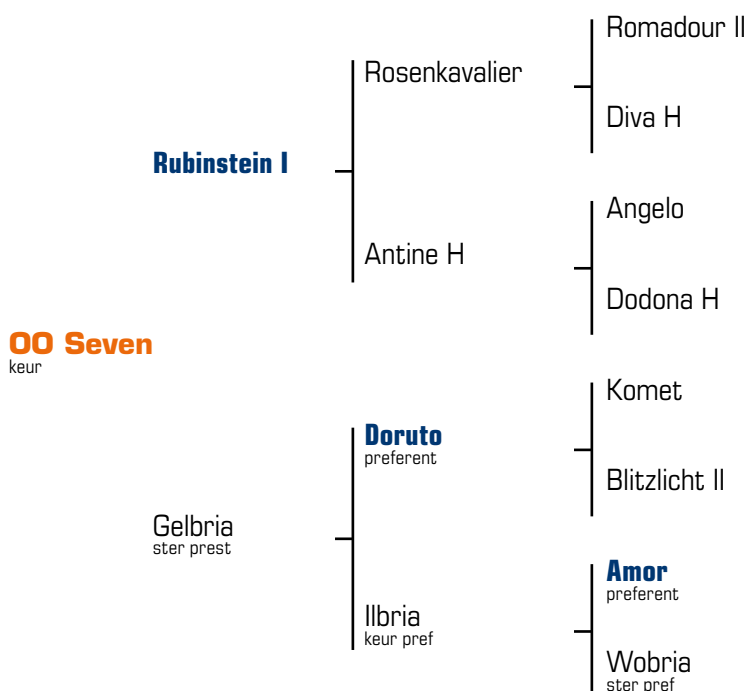 Romadour II
Rosenkavalier
Diva H
Rubinstein I
Angelo
Antine H
Dodona H
OO Seven
keur
Komet
Doruto
preferent
Blitzlicht II
Gelbria
ster prest
Amor
preferent
Ilbria
keur pref
Wobria
ster pref